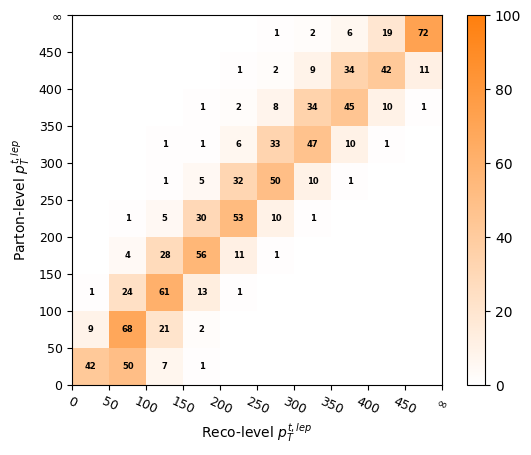 ∞
1 2 6 19 72
100
450
1 2 9 34 42 11
400
1 2 8 34 45 10 1
80
350
1 1 6 33 47 10 1
300
1 5 32 50 10 1
60
250
1 5 30 53 10 1
200
4 28 56 11 1
40
150
1 24 61 13 1
100
9 68 21 2
20
50
42 50 7 1
0
0
Parton-level $p_T^{t,lep}$
0 50 100 150 200 250 300 350 400 450 ∞
Reco-level $p_T^{t,lep}$